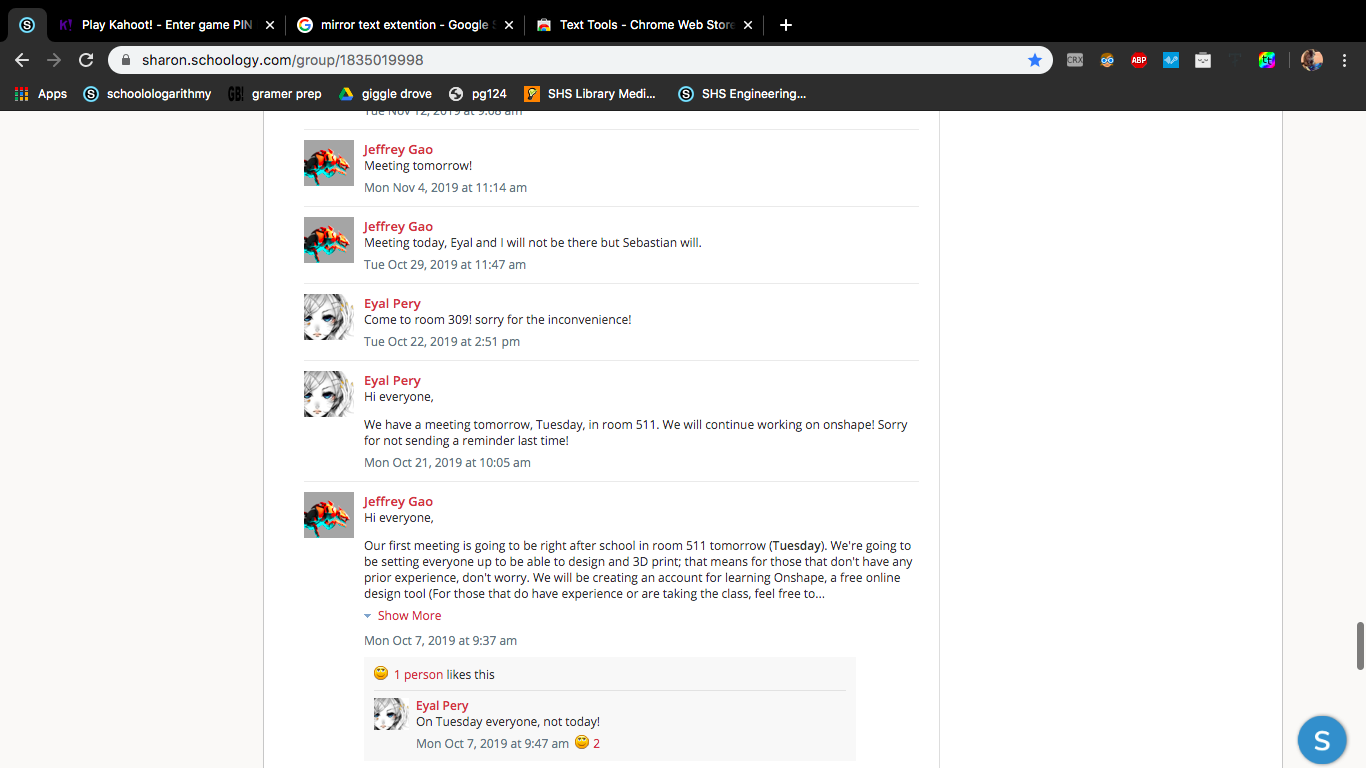 Play Kahoot! - Enter game PIN
mirror text extention - Google S
Text Tools - Chrome Web Store
sharon.schoology.com/group/1835019998
CRX
ABP
Apps
schoolologarithmy
GB!
gramer prep
giggle drove
pg124
SHS Library Medi...
SHS Engineering...
Tue Nov 12, 2019 at 9:08 am
Jeffrey Gao
Meeting tomorrow!
Mon Nov 4, 2019 at 11:14 am
Jeffrey Gao
Meeting today, Eyal and I will not be there but Sebastian will.
Tue Oct 29, 2019 at 11:47 am
Eyal Pery
Come to room 309! sorry for the inconvenience!
Tue Oct 22, 2019 at 2:51 pm
Eyal Pery
Hi everyone,
We have a meeting tomorrow, Tuesday, in room 511. We will continue working on onshape! Sorry
for not sending a reminder last time!
Mon Oct 21, 2019 at 10:05 am
Jeffrey Gao
Hi everyone,
Our first meeting is going to be right after school in room 511 tomorrow (Tuesday). We're going to
be setting everyone up to be able to design and 3D print; that means for those that don't have any
prior experience, don't worry. We will be creating an account for learning Onshape, a free online
design tool (For those that do have experience or are taking the class, feel free to...
Show More
Mon Oct 7, 2019 at 9:37 am
1 person likes this
Eyal Pery
On Tuesday everyone, not today!
Mon Oct 7, 2019 at 9:47 am 2
S